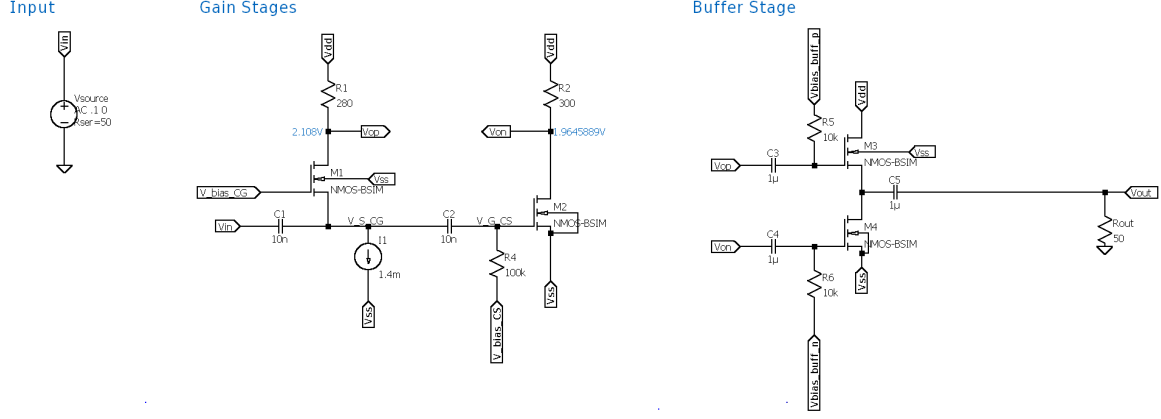 Input
Gain Stages
Buffer Stage
Vin
Vsource
AC .1 0
Rser=50
Vdd
R1
280
2.108V
Vop
M1
Vss
NMOS-BSIM
V_bias_CG
Vin
C1
10n
V_S_CG
I1
1.4m
Vss
C2
10n
V_G_CS
R4
100k
V_bias_CS
Vdd
R2
300
Von
1.9645889V
M2
NMOS-BSIM
Vss
Vbias_buff_p
R5
10k
Vdd
Vop
C3
1µ
M3
Vss
NMOS-BSIM
C5
1µ
Vout
Rout
50
Von
C4
1µ
M4
NMOS-BSIM
Vss
R6
10k
Vbias_buff_n